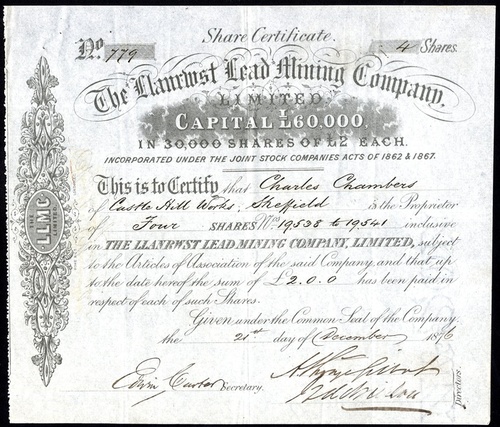 Share Certificate.
No. 779
4 Shares.
The Llanrwst Lead Mining Company,
LIMITED
CAPITAL £60,000,
IN 30,000 SHARES OF £2 EACH.
INCORPORATED UNDER THE JOINT STOCK COMPANIES ACTS OF 1862 & 1867.
This is to Certify that Charles Chambers
of Castle Hill Works, Sheffield is the Proprietor
of Four SHARES Nos 19538 to 19541 inclusive
in THE LLANRWST LEAD MINING COMPANY, LIMITED, subject
to the Articles of Association of the said Company, and that up
to the date hereof the sum of £2.0.0 has been paid in
respect of each of such Shares.
Given under the Common Seal of the Company
the 21st day of December 1876
Edwin Secretary.
Directors.
THE
LL.L.M.C.
LIMITED